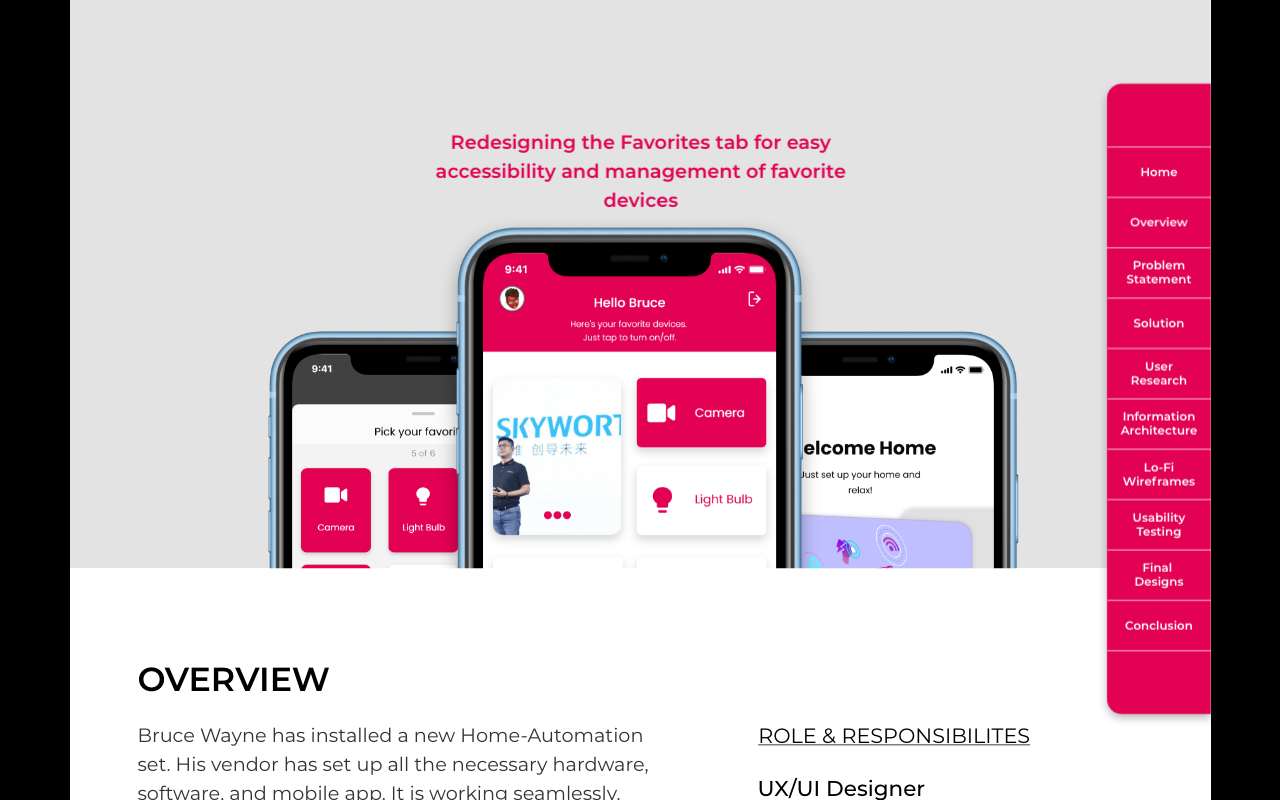 Redesigning the Favorites tab for easy
accessibility and management of favorite
devices
9:41
Pick your favorit
5 of 6
Camera
Light Bulb
9:41
Hello Bruce
Here's your favorite devices.
Just tap to turn on/off.
SKYWORT
维 创导未来
Camera
Light Bulb
elcome Home
Just set up your home and
relax!
Home
Overview
Problem
Statement
Solution
User
Research
Information
Architecture
Lo-Fi
Wireframes
Usability
Testing
Final
Designs
Conclusion
OVERVIEW
Bruce Wayne has installed a new Home-Automation
set. His vendor has set up all the necessary hardware,
software, and mobile app. It is working seamlessly.
ROLE & RESPONSIBILITES
UX/UI Designer